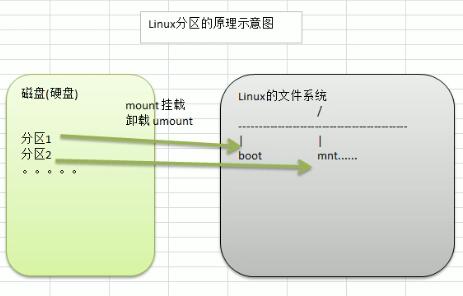 Linux分区的原理示意图
磁盘(硬盘)
分区1
分区2
。。。。。
mount 挂载
卸载 umount
Linux的文件系统
/
------------------------------------------------
| |
boot mnt......